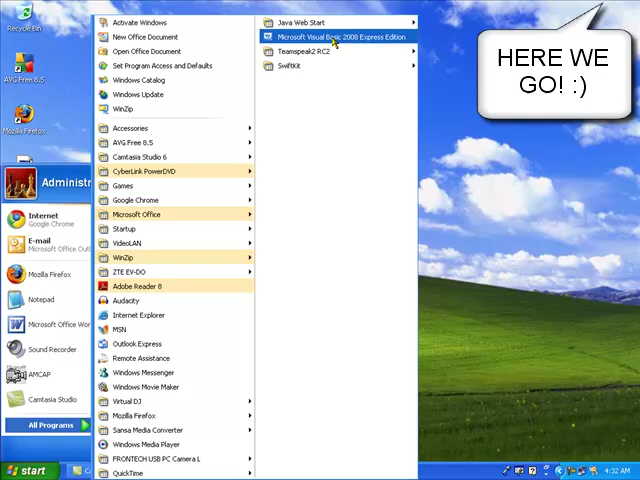 Recycle Bin
AVG Free 8.5
Mozilla Firefox
Administr
Internet
Google Chrome
E-mail
Microsoft Office Outl
Mozilla Firefox
Notepad
Microsoft Office Wor
Sound Recorder
AMCAP
Camtasia Studio
All Programs
start
Activate Windows
New Office Document
Open Office Document
Set Program Access and Defaults
Windows Catalog
Windows Update
WinZip
Accessories
AVG Free 8.5
Camtasia Studio 6
CyberLink PowerDVD
Games
Google Chrome
Microsoft Office
Startup
VideoLAN
WinZip
ZTE EV-DO
Adobe Reader 8
Audacity
Internet Explorer
MSN
Outlook Express
Remote Assistance
Windows Messenger
Windows Movie Maker
Virtual DJ
Mozilla Firefox
Sansa Media Converter
Windows Media Player
FRONTECH USB PC Camera L
QuickTime
Java Web Start
Microsoft Visual Basic 2008 Express Edition
Teamspeak2 RC2
SwiftKit
HERE WE
GO! :)
4:32 AM